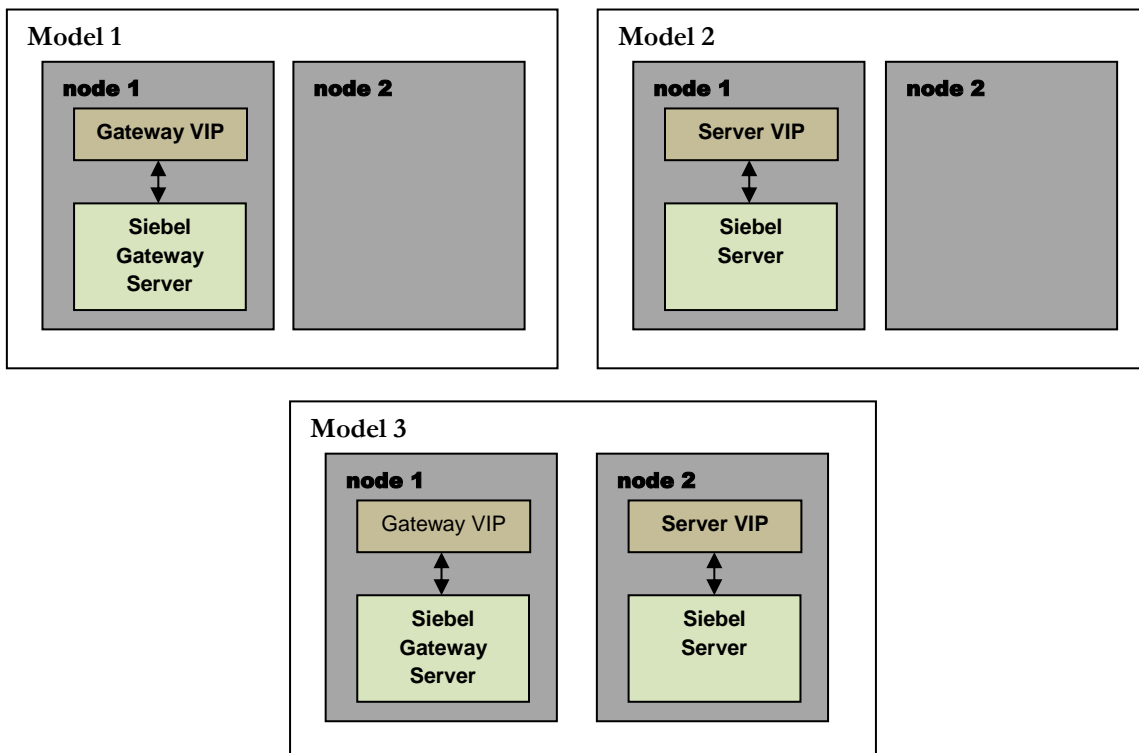 Model 1
node 1
node 2
Gateway VIP
Siebel
Gateway
Server
Model 2
node 1
node 2
Server VIP
Siebel
Server
Model 3
node 1
node 2
Gateway VIP
Server VIP
Siebel
Gateway
Server
Siebel
Server